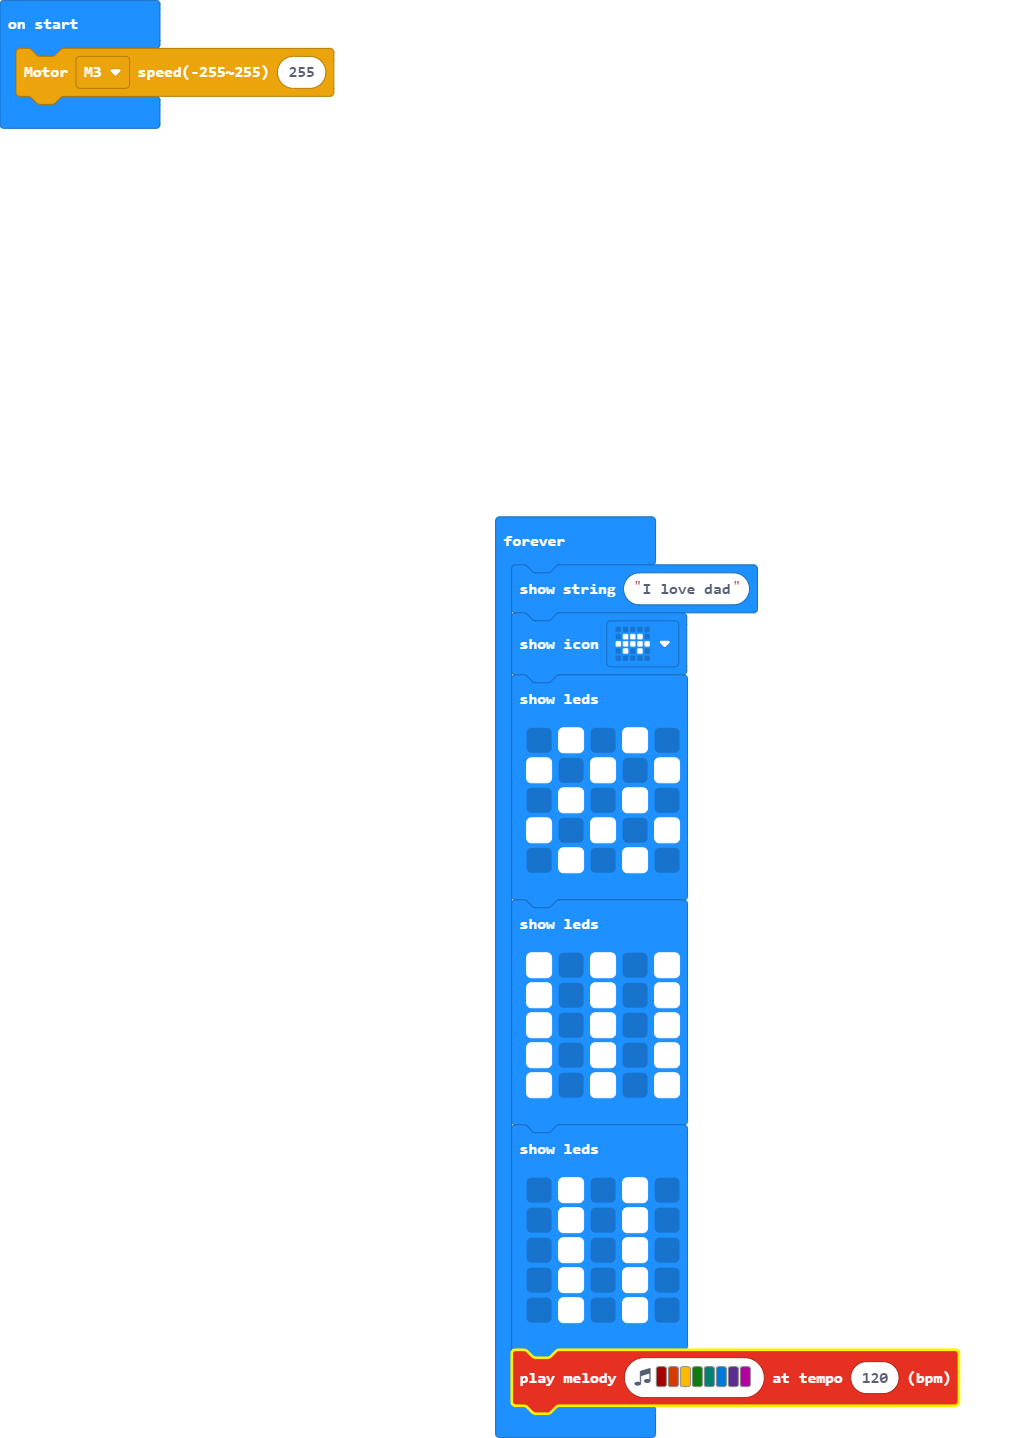 on start
Motor M3 speed(-255~255) 255
forever
show string "I love dad"
show icon
show leds
show leds
show leds
play melody at tempo 120 (bpm)